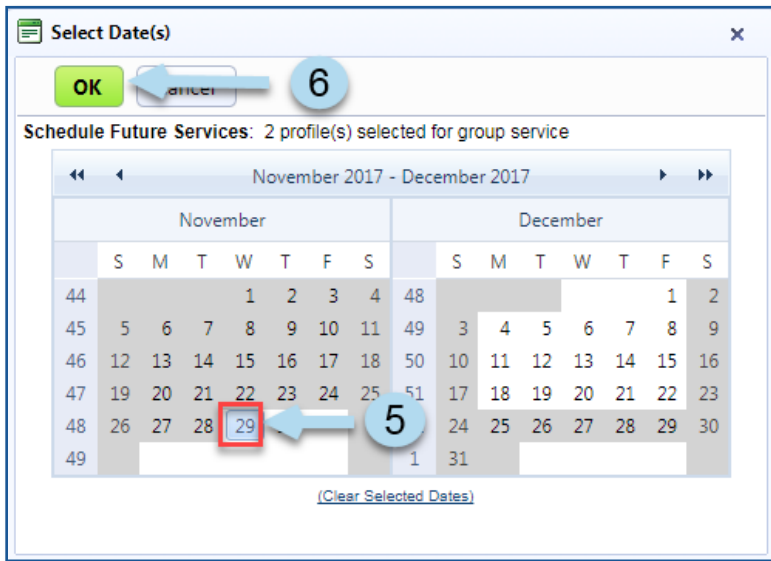 Select Date(s) x
OK 6
Schedule Future Services: 2 profile(s) selected for group service
November 2017 - December 2017
November December
S M T W T F S S M T W T F S
44 1 2 3 4 48 1 2
45 5 6 7 8 9 10 11 49 3 4 5 6 7 8 9
46 12 13 14 15 16 17 18 50 10 11 12 13 14 15 16
47 19 20 21 22 23 24 25 51 17 18 19 20 21 22 23
48 26 27 28 29 5 24 25 26 27 28 29 30
49 1 31
(Clear Selected Dates)